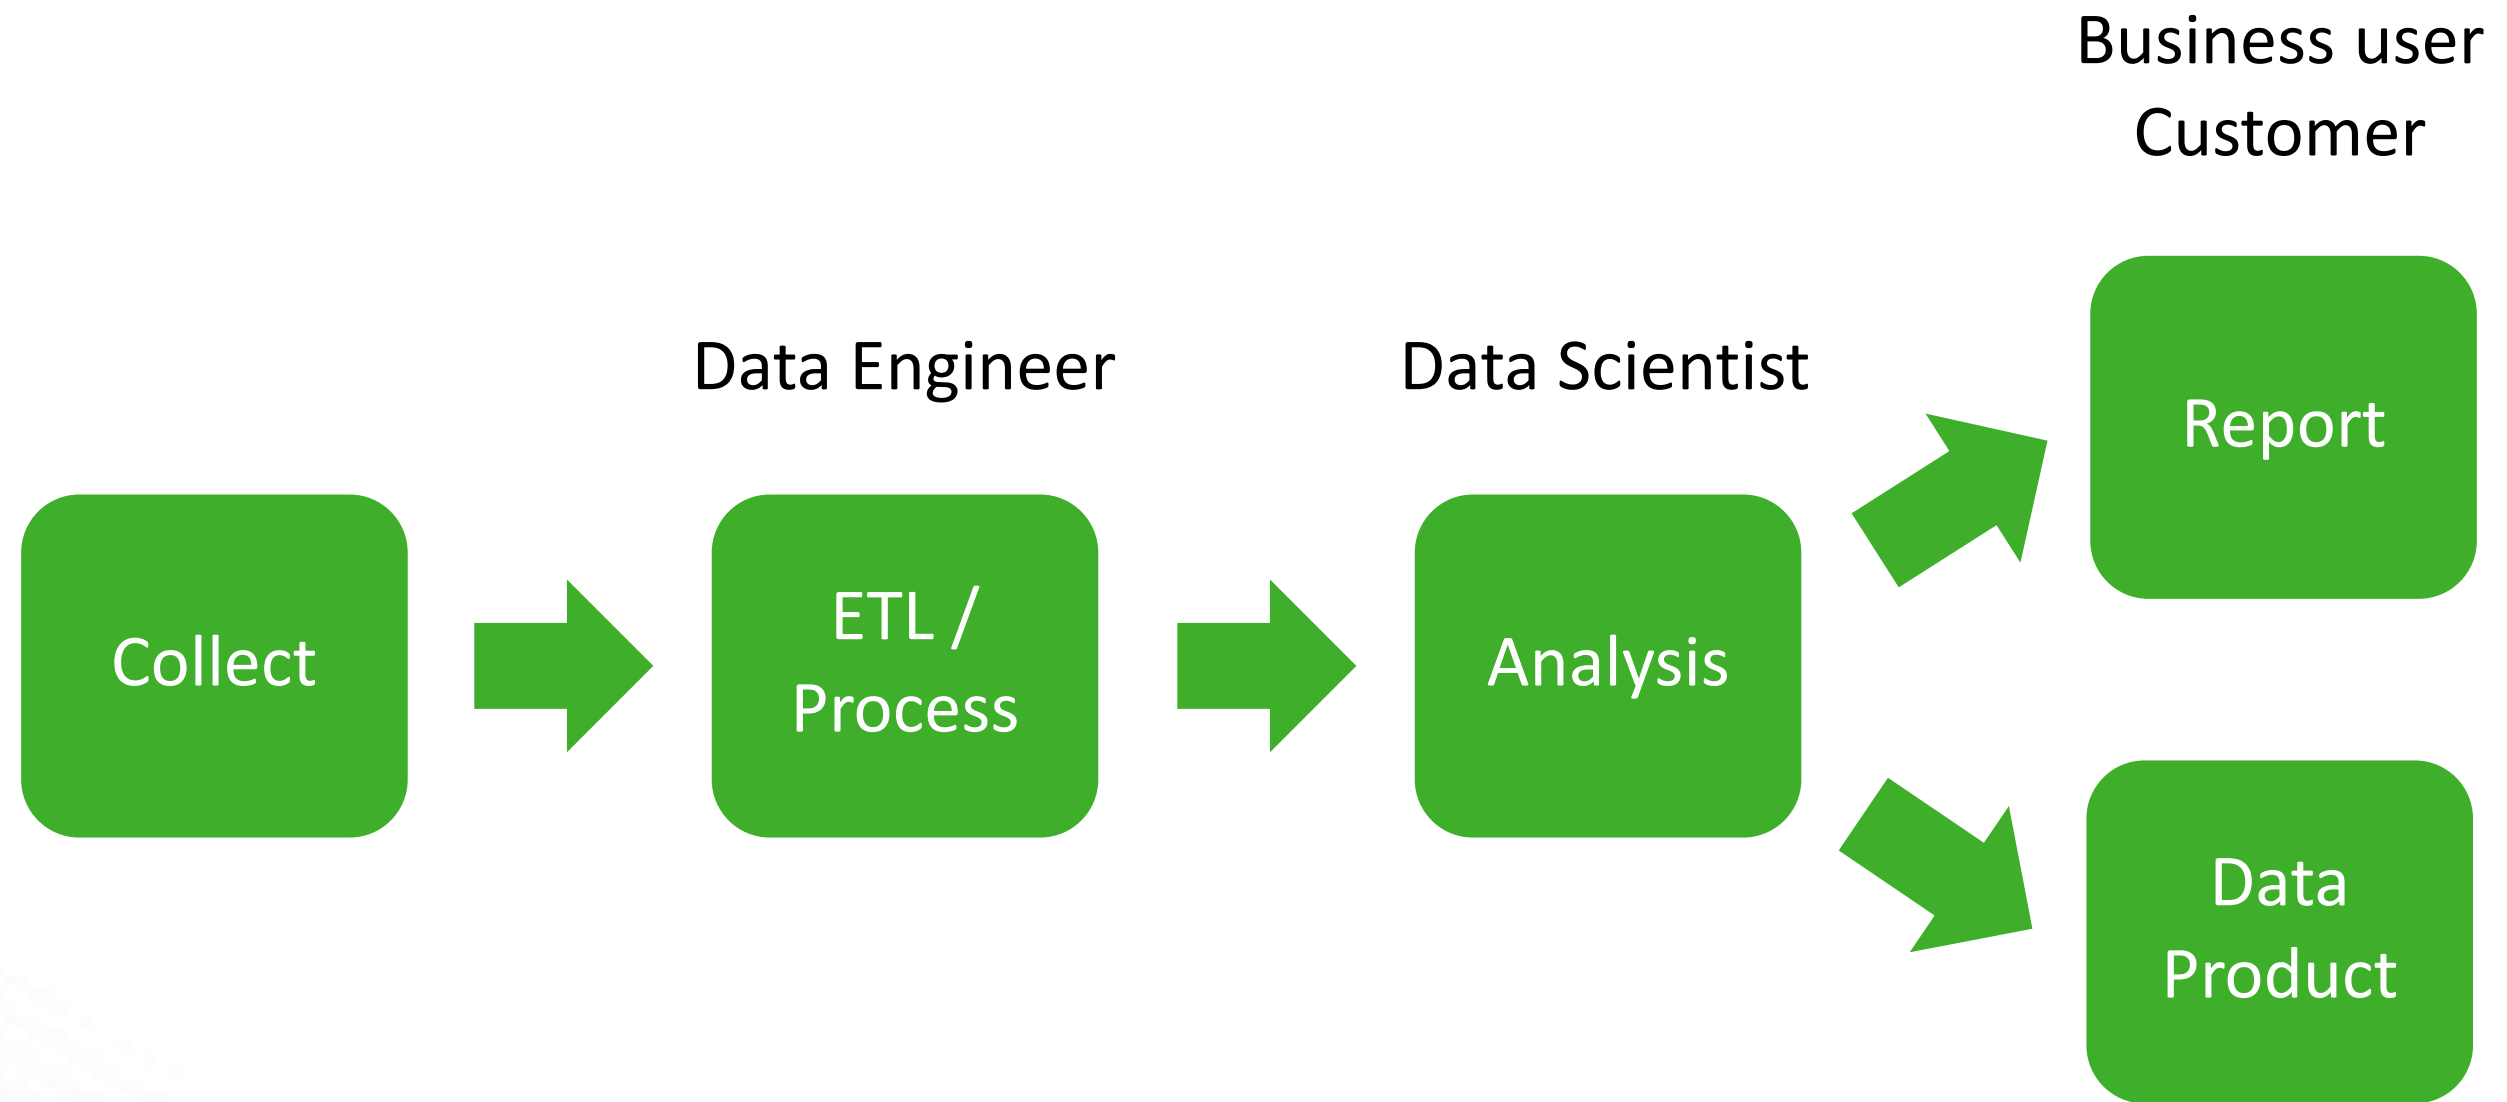 Business user
Customer
Data Engineer
Data Scientist
Report
Collect
ETL /
Process
Analysis
Data
Product